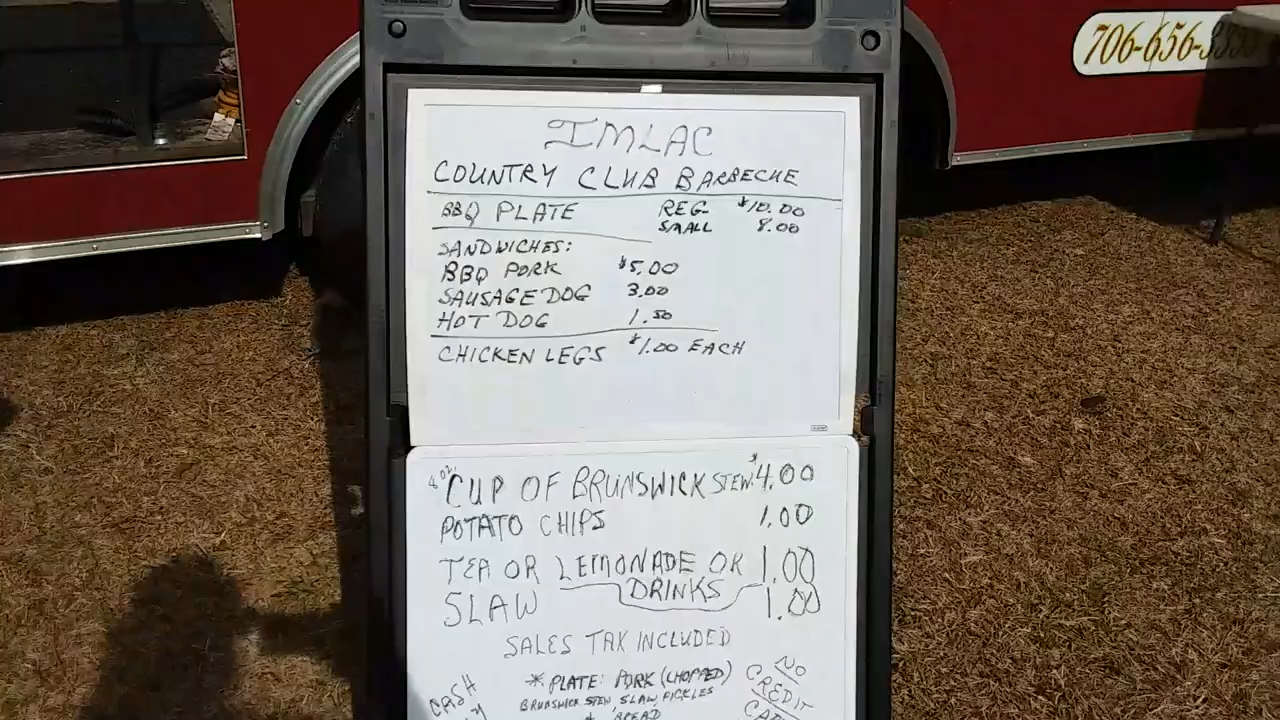 706-656-3
IMLAC
COUNTRY CLUB BARBECUE
BBQ PLATE REG. $10.00
SMALL 8.00
SANDWICHES:
BBQ PORK $5.00
SAUSAGE DOG 3.00
HOT DOG 1.50
CHICKEN LEGS $1.00 EACH
8 OZ. CUP OF BRUNSWICK STEW. $4.00
POTATO CHIPS 1.00
TEA OR LEMONADE OR DRINKS 1.00
SLAW 1.00
SALES TAX INCLUDED
* PLATE: PORK (CHOPPED)
BRUNSWICK STEW SLAW, PICKLES
& BREAD
CASH
NO
CREDIT